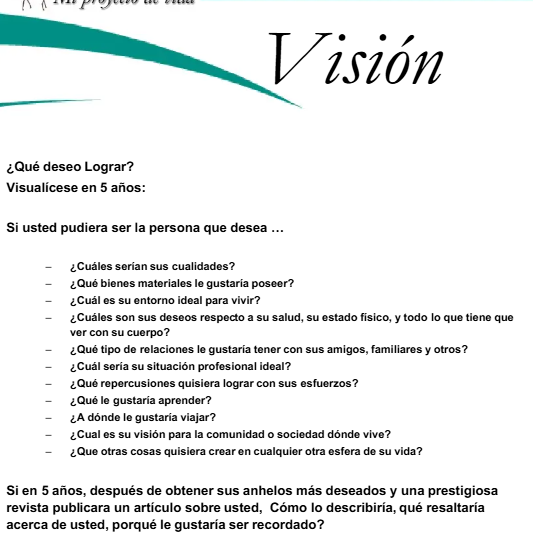 Mi proyecto de vida
Visión
¿Qué deseo Lograr?
Visualícese en 5 años:
Si usted pudiera ser la persona que desea …
– ¿Cuáles serían sus cualidades?
– ¿Qué bienes materiales le gustaría poseer?
– ¿Cuál es su entorno ideal para vivir?
– ¿Cuáles son sus deseos respecto a su salud, su estado físico, y todo lo que tiene que
ver con su cuerpo?
– ¿Qué tipo de relaciones le gustaría tener con sus amigos, familiares y otros?
– ¿Cuál sería su situación profesional ideal?
– ¿Qué repercusiones quisiera lograr con sus esfuerzos?
– ¿Qué le gustaría aprender?
– ¿A dónde le gustaría viajar?
– ¿Cual es su visión para la comunidad o sociedad dónde vive?
– ¿Que otras cosas quisiera crear en cualquier otra esfera de su vida?
Si en 5 años, después de obtener sus anhelos más deseados y una prestigiosa
revista publicara un artículo sobre usted, Cómo lo describiría, qué resaltaría
acerca de usted, porqué le gustaría ser recordado?